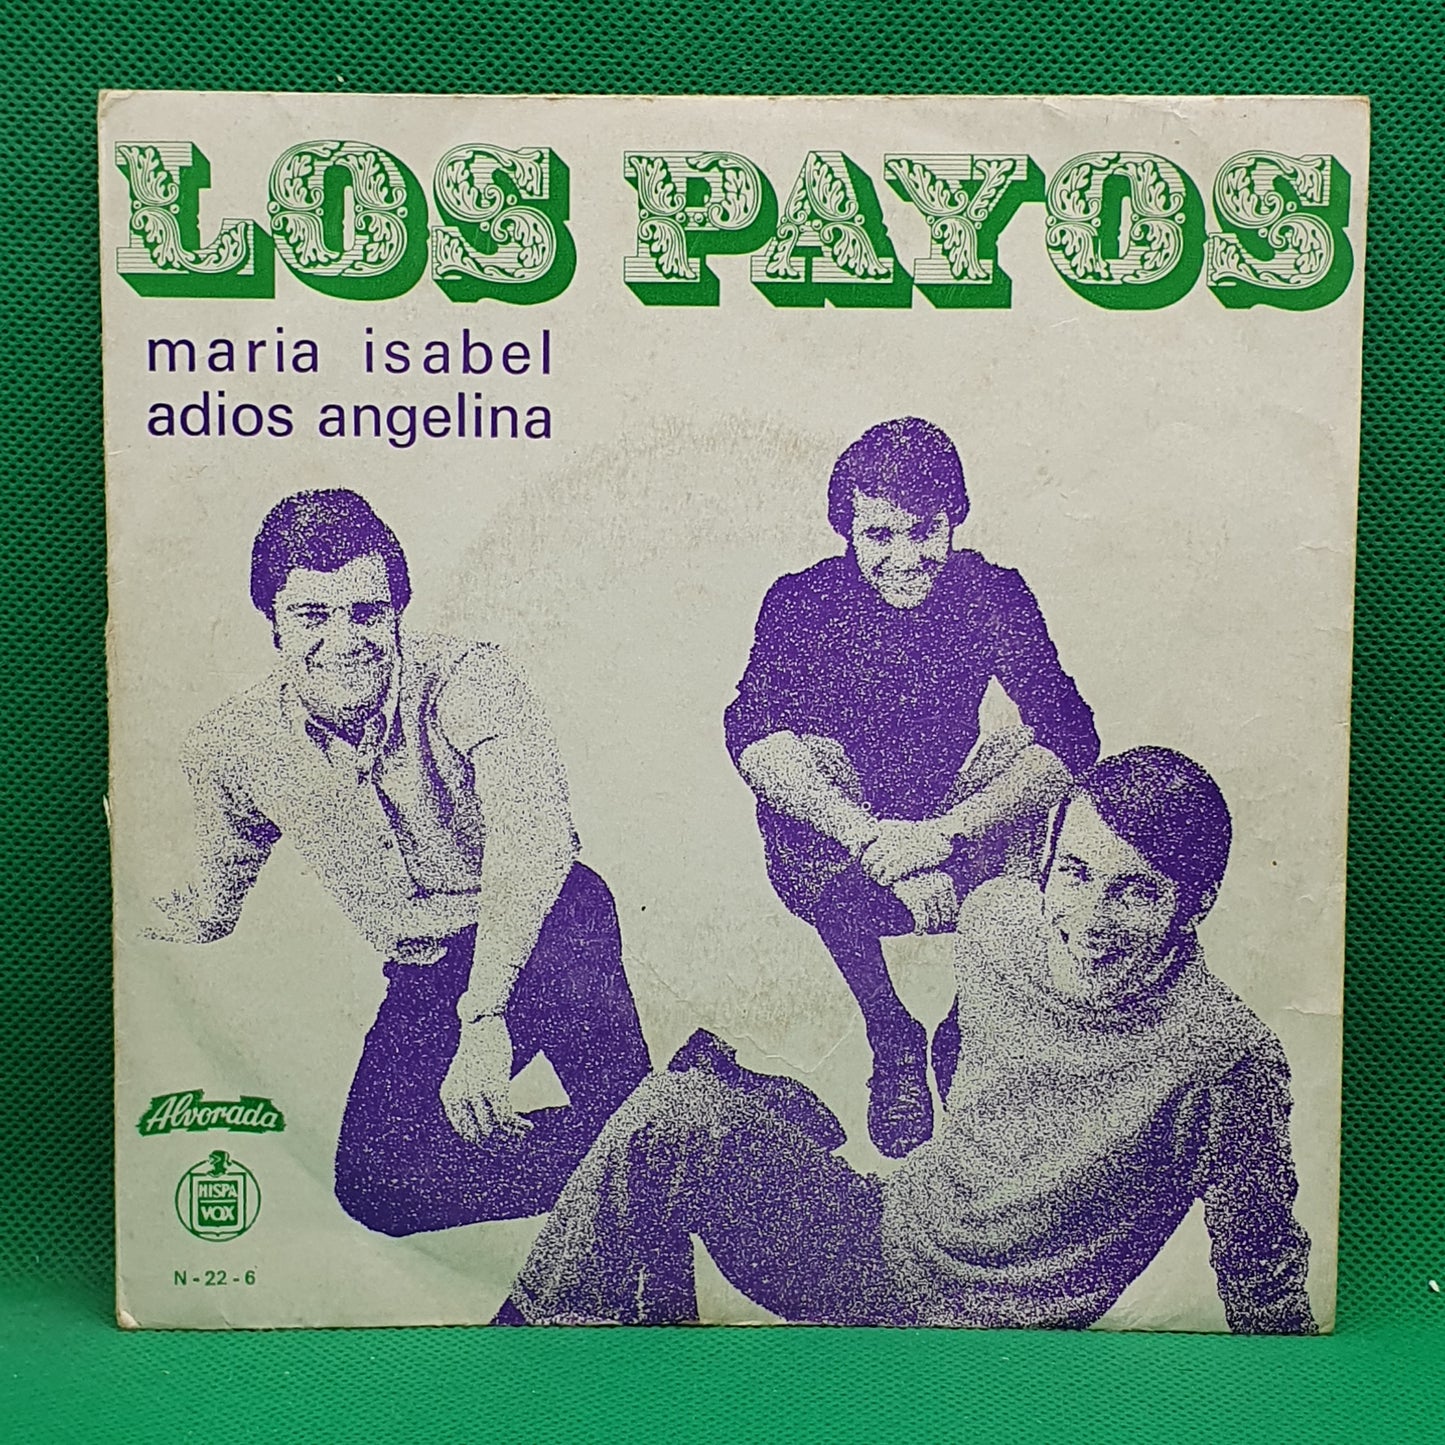 LOS PAYOS
maria isabel
adios angelina
Alvorada
HISPA
VOX
N - 22 - 6